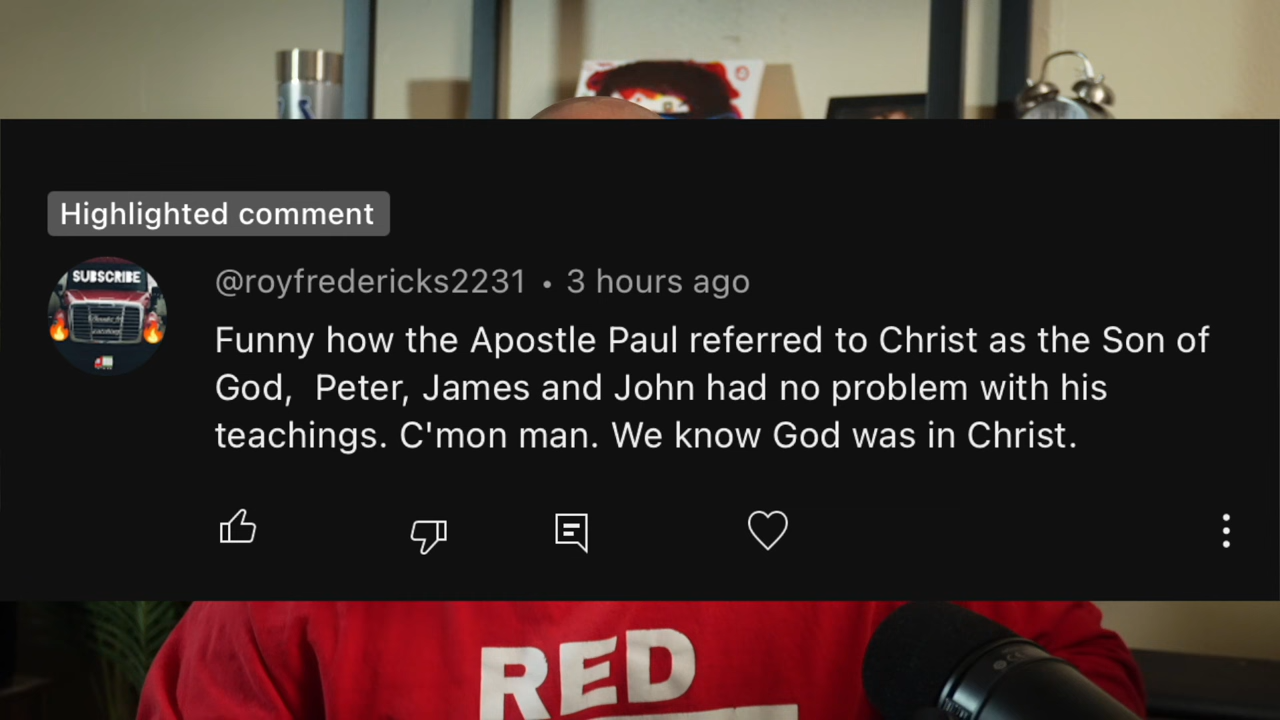 Highlighted comment
SUBSCRIBE
@royfredericks2231 • 3 hours ago
Funny how the Apostle Paul referred to Christ as the Son of
God,  Peter, James and John had no problem with his
teachings. C'mon man. We know God was in Christ.
RED